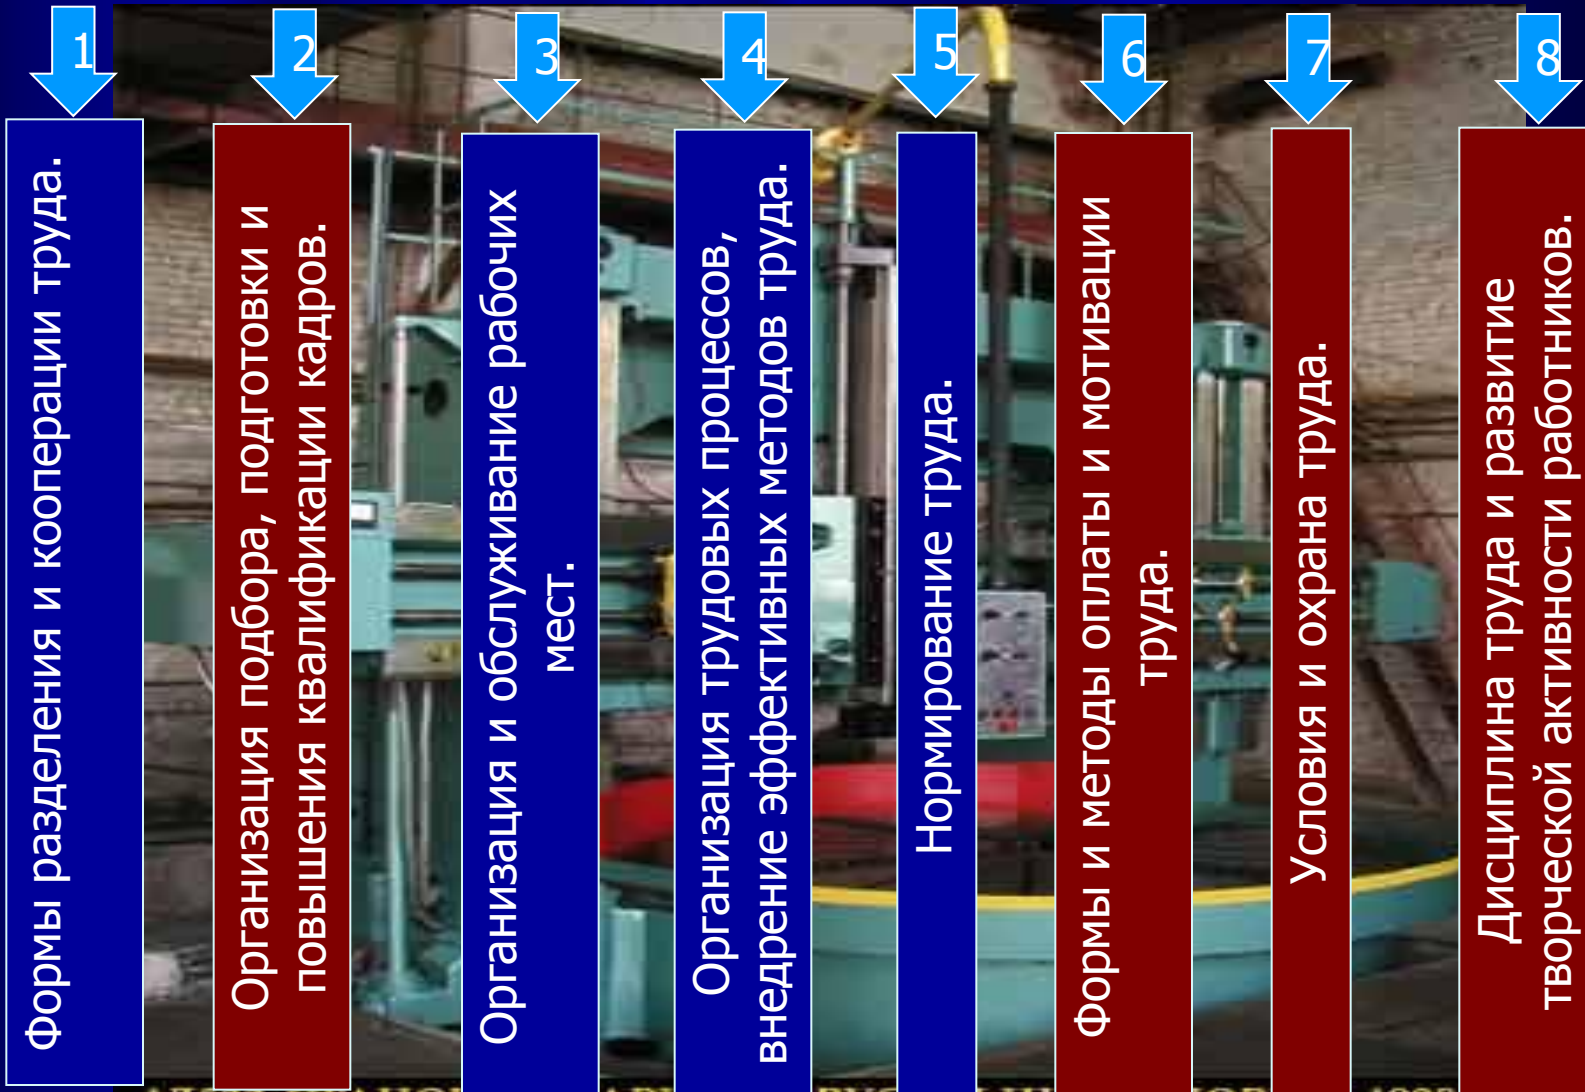 1
Формы разделения и кооперации труда.
2
Организация подбора, подготовки и
повышения квалификации кадров.
3
Организация и обслуживание рабочих
мест.
4
Организация трудовых процессов,
внедрение эффективных методов труда.
5
Нормирование труда.
6
Формы и методы оплаты и мотивации
труда.
7
Условия и охрана труда.
8
Дисциплина труда и развитие
творческой активности работников.